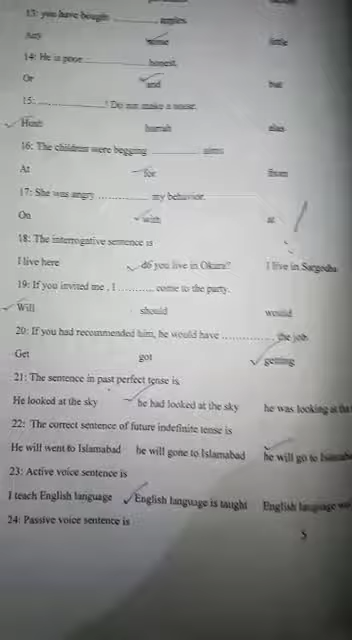 13: you have bough ............ apples
Any some little
14: He is poor ............ honest.
Or and but
15: ............! Do not make a noise.
Hush hurrah alas
16: The children were begging ............ alms
At for from
17: She was angry ............ my behavior.
On with at
18: The interrogative sentence is
I live here do you live in Okara? I live in Sargodha
19: If you invited me , I .......... come to the party.
Will should would
20: If you had recommended him, he would have .............. the job.
Get got getting
21: The sentence in past perfect tense is
He looked at the sky he had looked at the sky he was looking at the
22: The correct sentence of future indefinite tense is
He will went to Islamabad he will gone to Islamabad he will go to
23: Active voice sentence is
I teach English language English language is taught English language
24: Passive voice sentence is
5